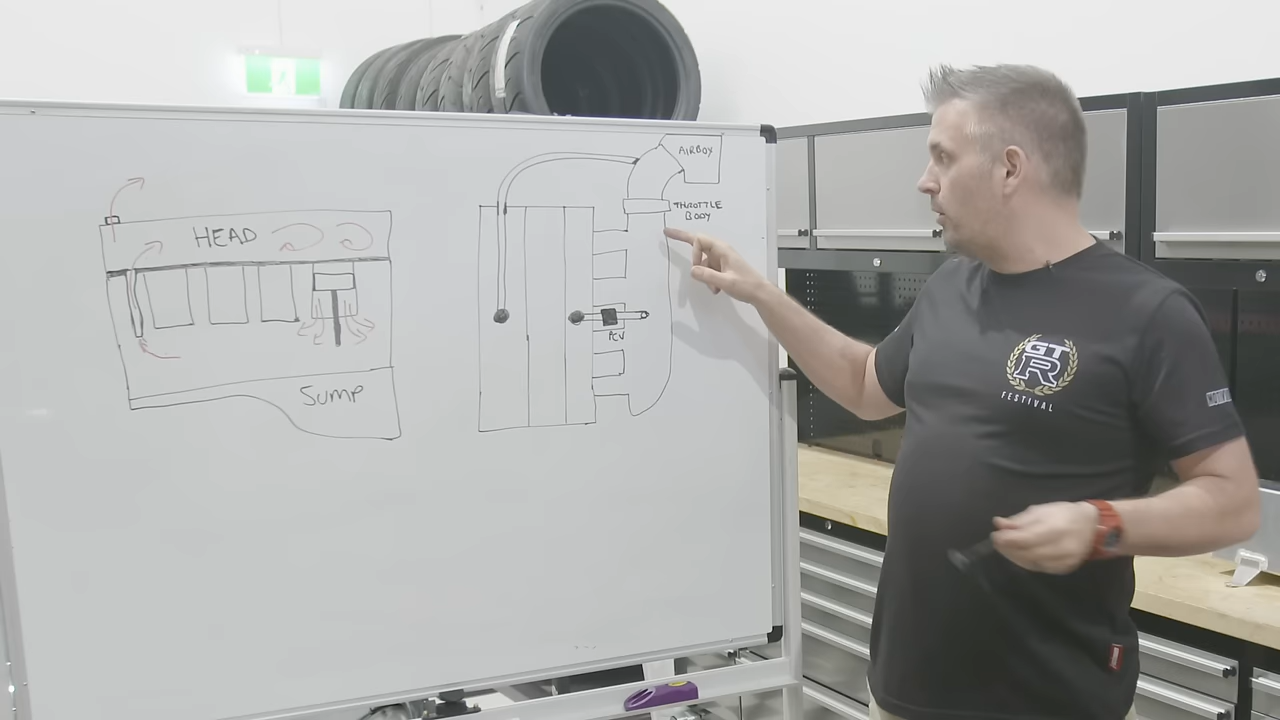 HEAD
Sump
AIRBOX
THROTTLE
BODY
PCV
GT
R
FESTIVAL